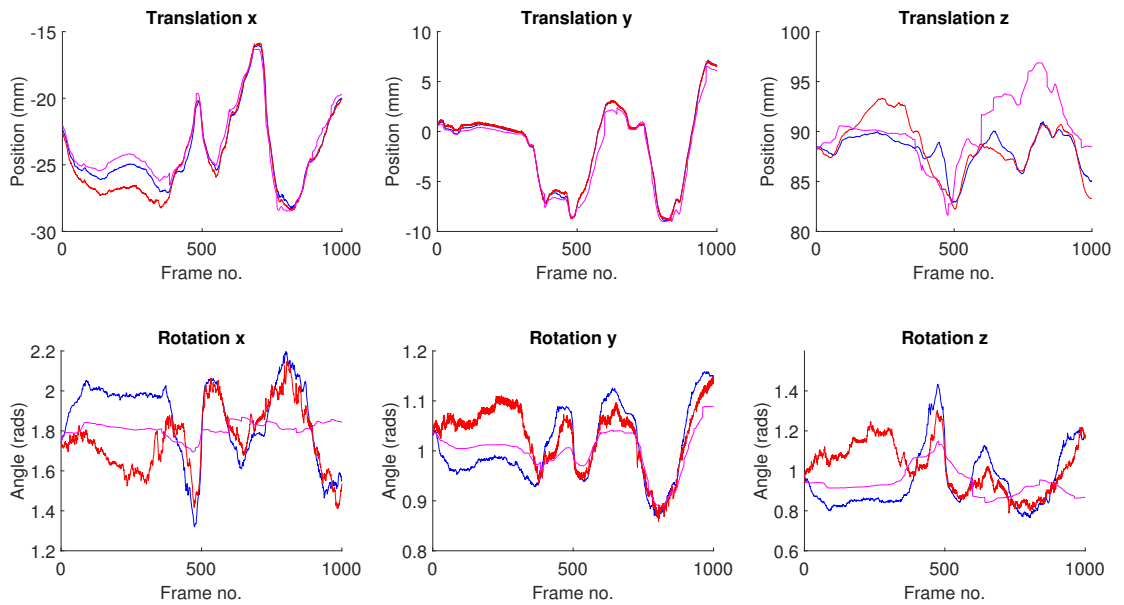 Translation x
Translation y
Translation z
-15
-20
-25
-30
Position (mm)
0
500
1000
Frame no.
10
5
0
-5
-10
Position (mm)
0
500
1000
Frame no.
100
95
90
85
80
Position (mm)
0
500
1000
Frame no.
Rotation x
Rotation y
Rotation z
2.2
2
1.8
1.6
1.4
1.2
Angle (rads)
0
500
1000
Frame no.
1.2
1.1
1
0.9
0.8
Angle (rads)
0
500
1000
Frame no.
1.4
1.2
1
0.8
0.6
Angle (rads)
0
500
1000
Frame no.